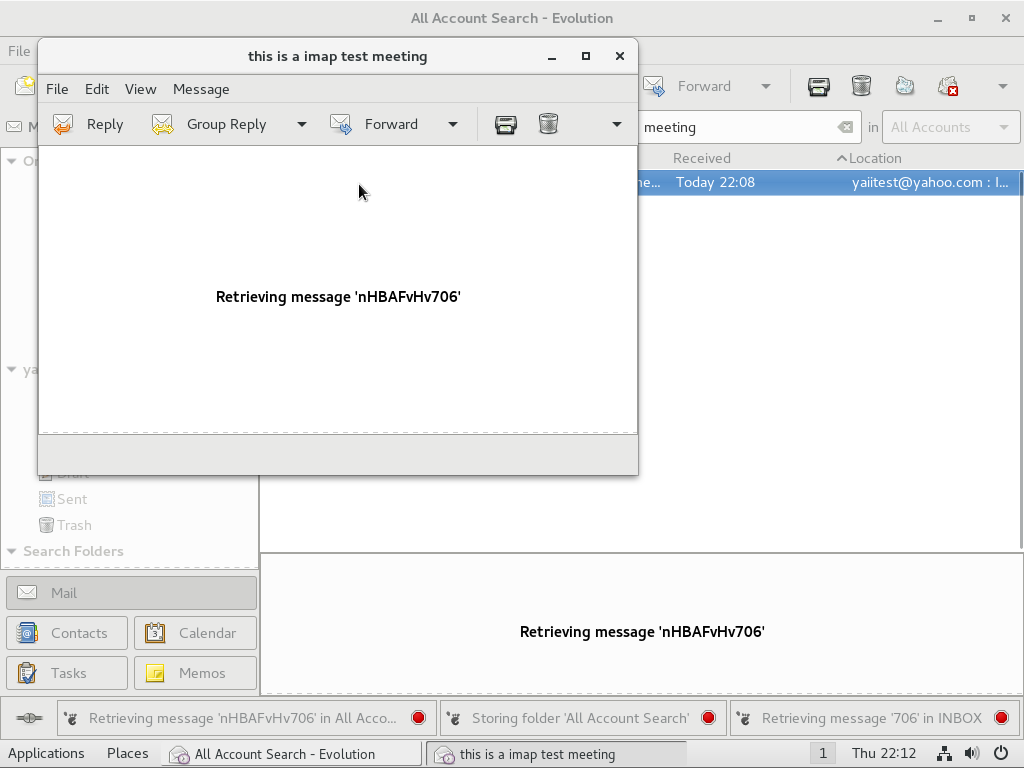 All Account Search - Evolution
File
this is a imap test meeting
File Edit View Message
Reply Group Reply Forward
Forward
meeting in All Accounts
Received Location
Today 22:08 yaiitest@yahoo.com : I...
Retrieving message 'nHBAFvHv706'
Sent
Trash
Search Folders
Mail
Contacts Calendar
Tasks Memos
Retrieving message 'nHBAFvHv706'
Retrieving message 'nHBAFvHv706' in All Acco... Storing folder 'All Account Search' Retrieving message '706' in INBOX
Applications Places All Account Search - Evolution this is a imap test meeting 1 Thu 22:12